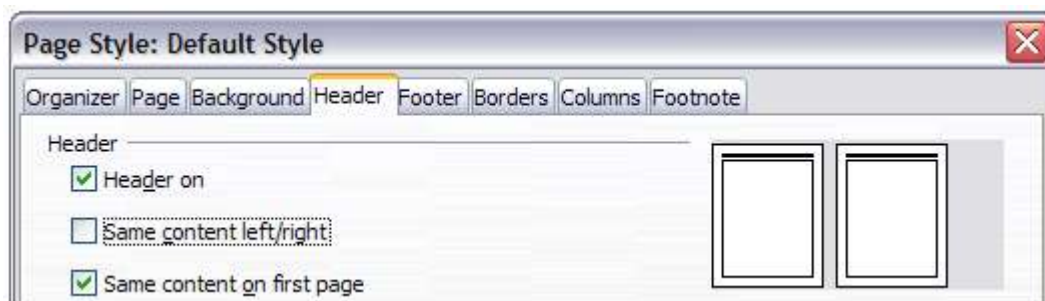 Page Style: Default Style
Organizer Page Background Header Footer Borders Columns Footnote
Header
Header on
Same content left/right
Same content on first page